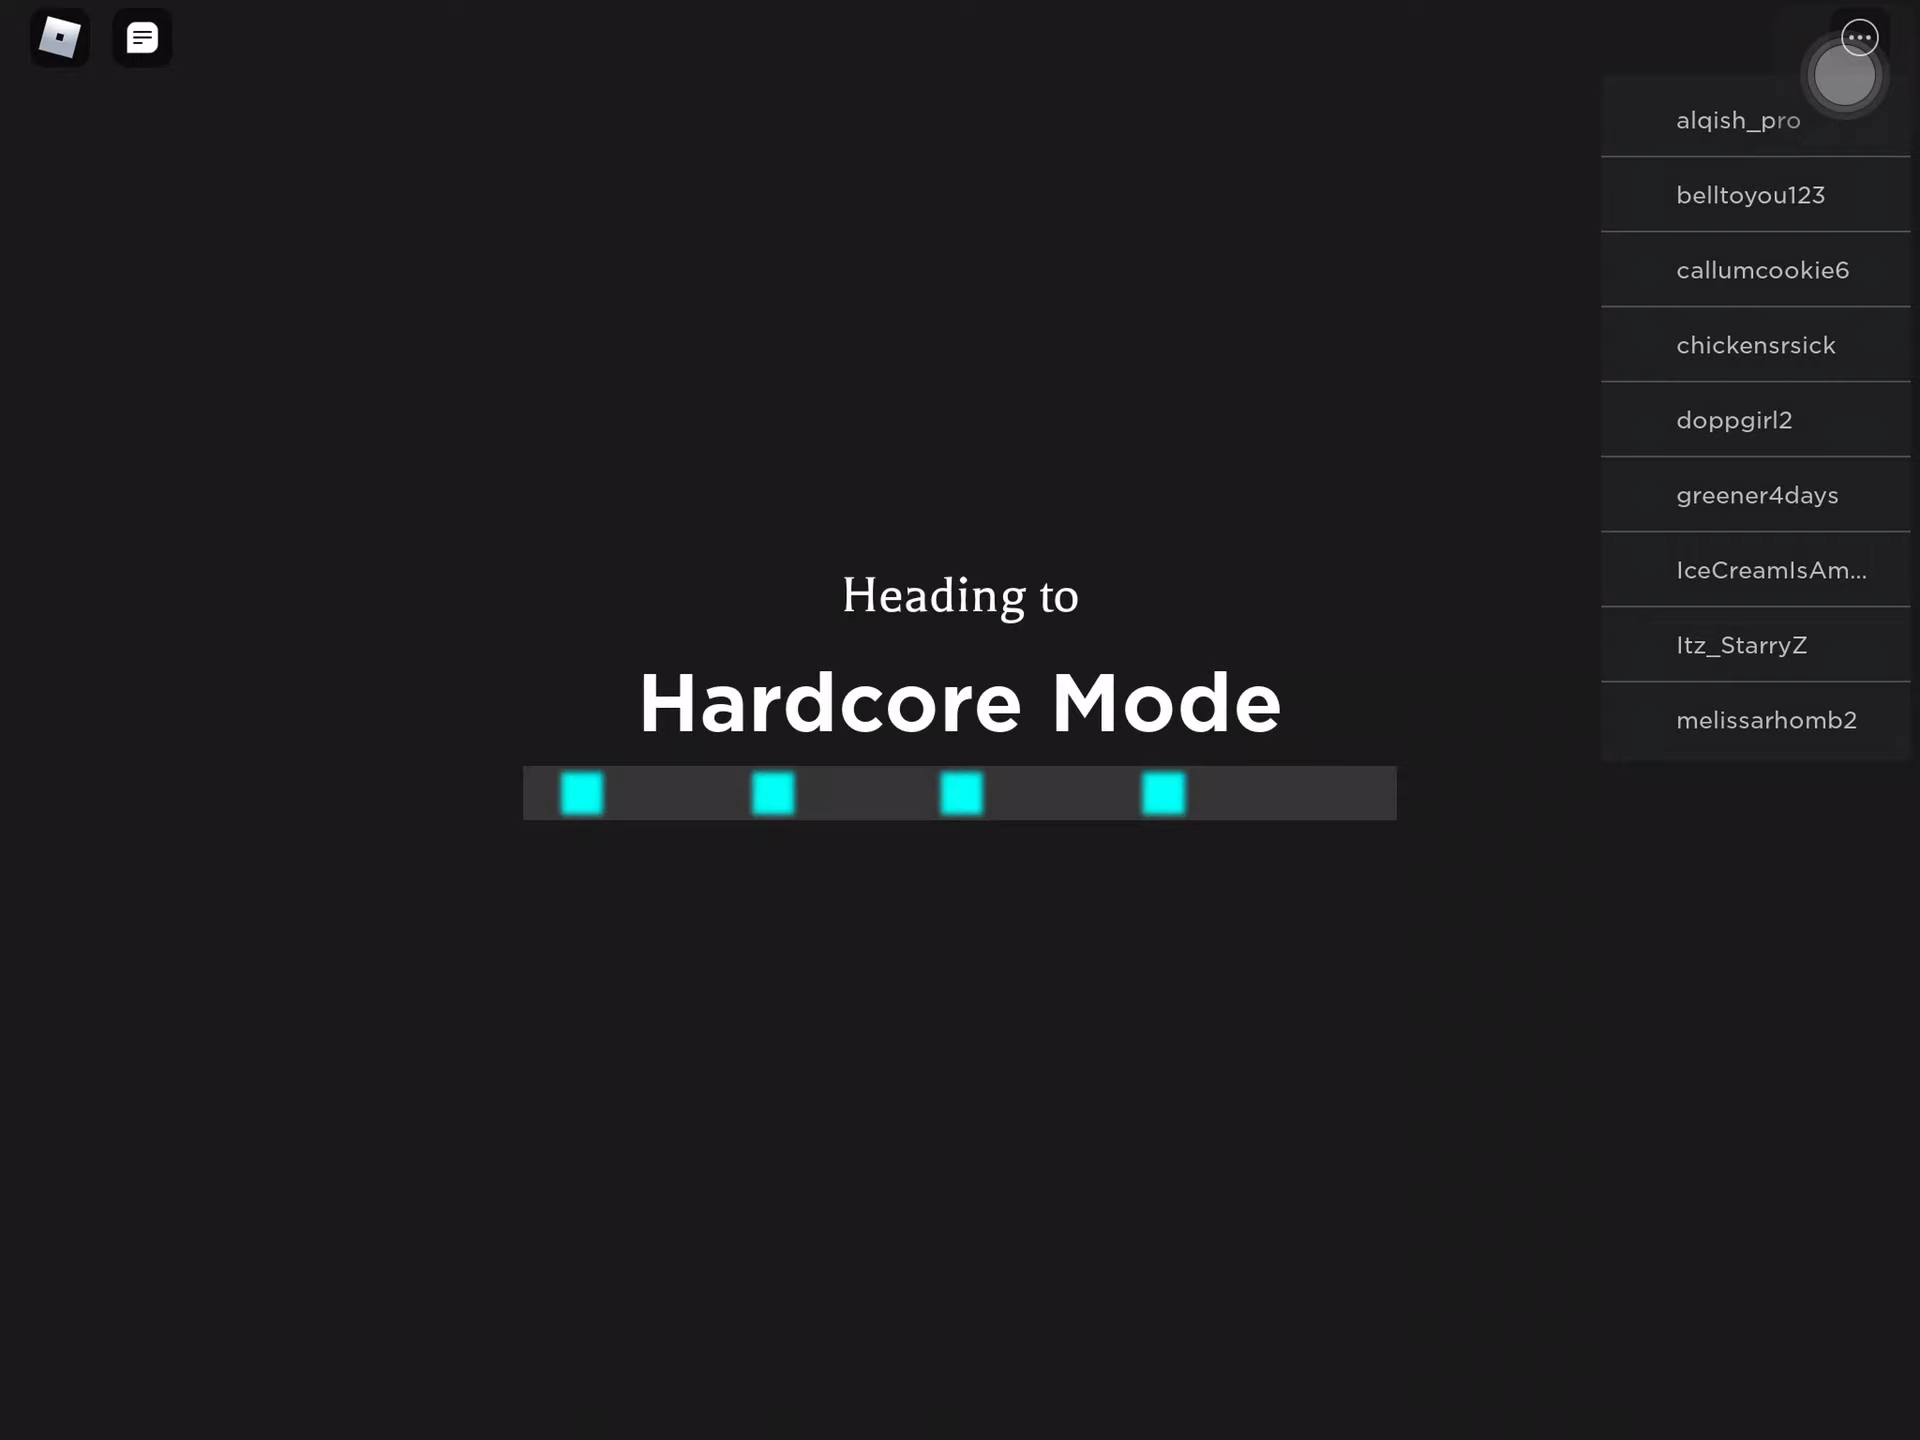 alqish_pro
belltoyou123
callumcookie6
chickensrsick
doppgirl2
greener4days
IceCreamIsAm...
Itz_StarryZ
melissarhomb2
Heading to
Hardcore Mode